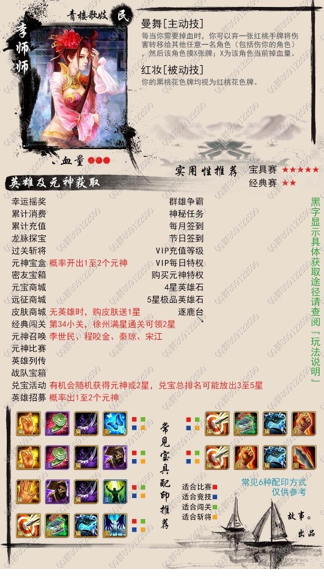 青楼歌妓
民
李师师
曼舞[主动技]
每当你需要掉血时，你可以弃一张红桃手牌将伤
害转给其他任意一名角色（包括伤你的角色）
，然后该角色摸X张牌；X为该角色当前掉血量。
红妆[被动技]
你的黑桃花色牌均视为红桃花色牌。
血量
实用性推荐
宝具赛 ★★★★★
经典赛 ★★
英雄及元神获取
幸运摇奖
累计消费
累计充值
龙脉探宝
过关斩将
元神宝盒 概率开出1至2个元神
密友宝箱
元宝商城
远征商城
皮肤商城 无英雄时，购皮肤送1星
经典闯关 第34小关，徐州满星通关可领2星
元神召唤 李世民、程咬金、秦琼、宋江
元神比赛
英雄列传
战队宝箱
兑宝活动 有机会随机获得元神或2星，兑宝总排名可能放出3至5星
英雄招募 概率出1至2个元神
群雄争霸
神秘任务
每月签到
节日签到
VIP充值等级
VIP每日特权
购买元神特权
4星英雄石
5星极品英雄石
逐鹿台
黑字显示具体获取途径请查阅『玩法说明』
常见宝具配印推荐
适合比赛
适合竞技
适合闯关
适合斩将
常见6种配印方式
仅供参考
故事。
出品